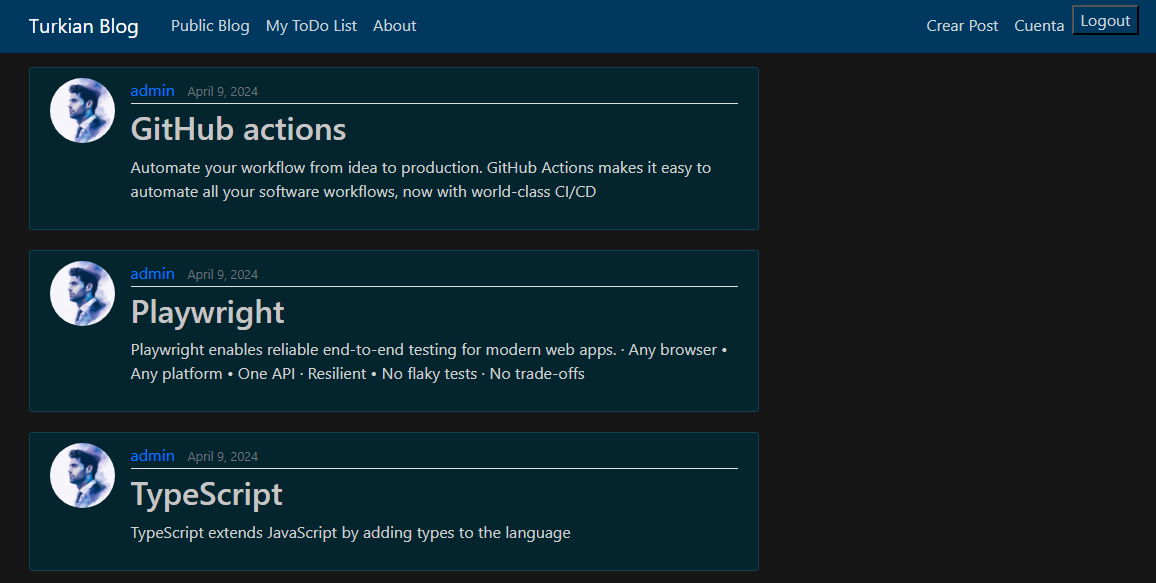 Turkian Blog Public Blog My ToDo List About Crear Post Cuenta Logout
admin April 9, 2024
GitHub actions
Automate your workflow from idea to production. GitHub Actions makes it easy to
automate all your software workflows, now with world-class CI/CD
admin April 9, 2024
Playwright
Playwright enables reliable end-to-end testing for modern web apps. · Any browser •
Any platform • One API · Resilient • No flaky tests · No trade-offs
admin April 9, 2024
TypeScript
TypeScript extends JavaScript by adding types to the language